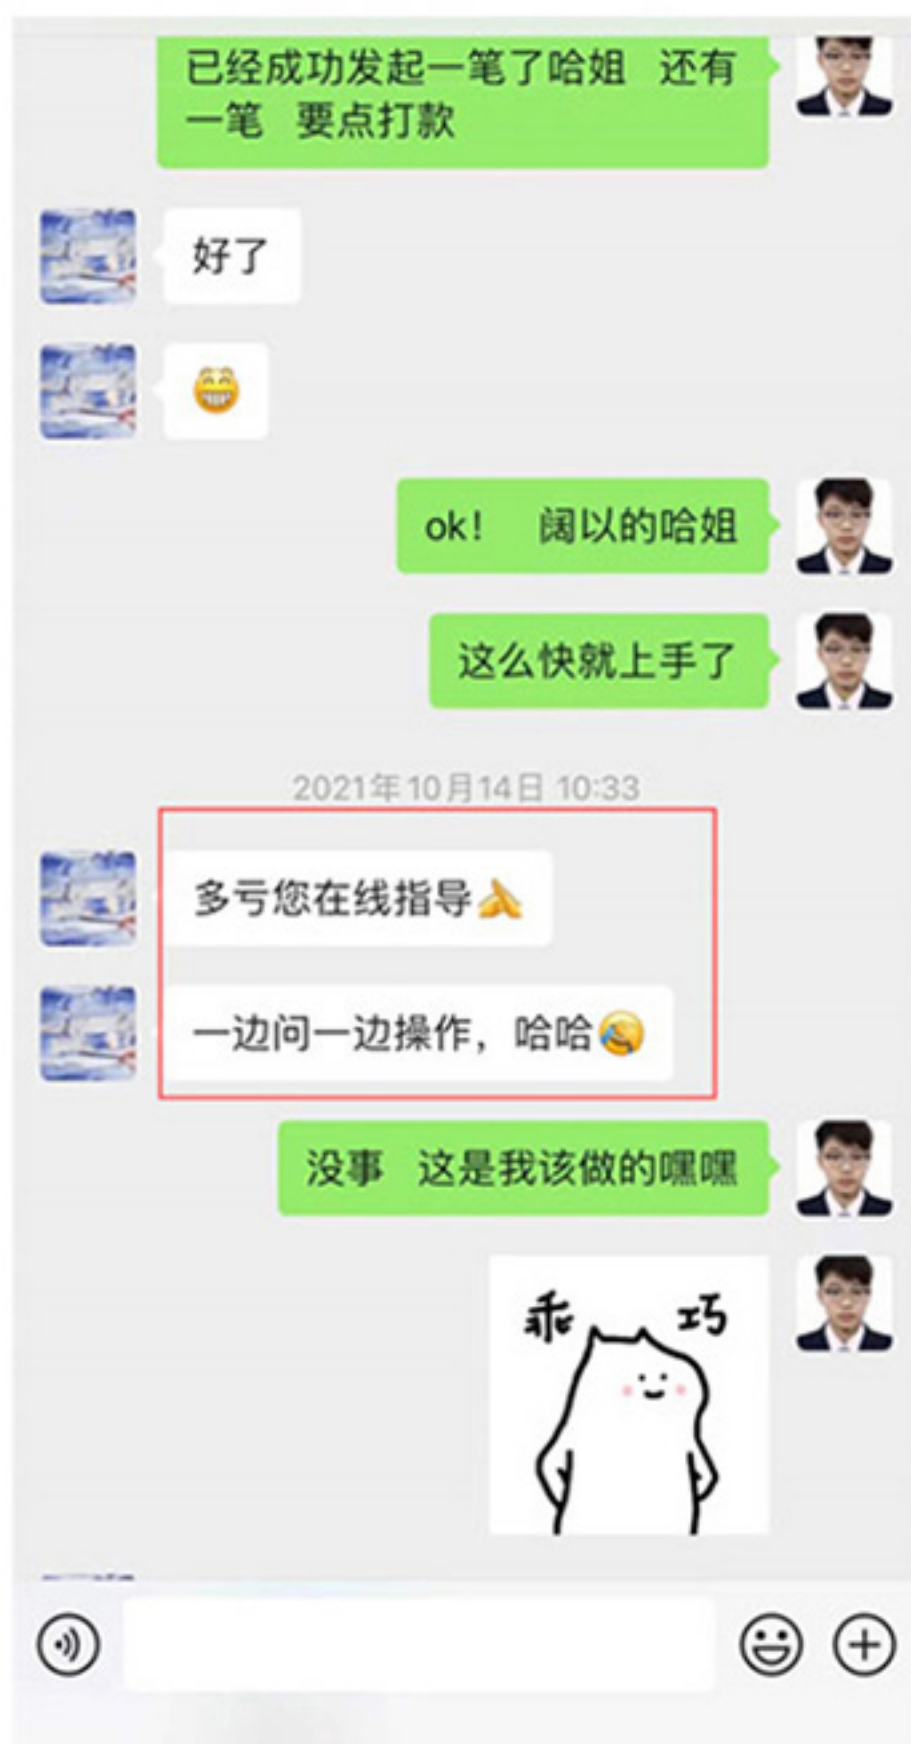 已经成功发起一笔了哈姐 还有
一笔 要点打款
好了
ok! 阔以的哈姐
这么快就上手了
2021年10月14日 10:33
多亏您在线指导
一边问一边操作，哈哈
没事 这是我该做的嘿嘿
乖 巧